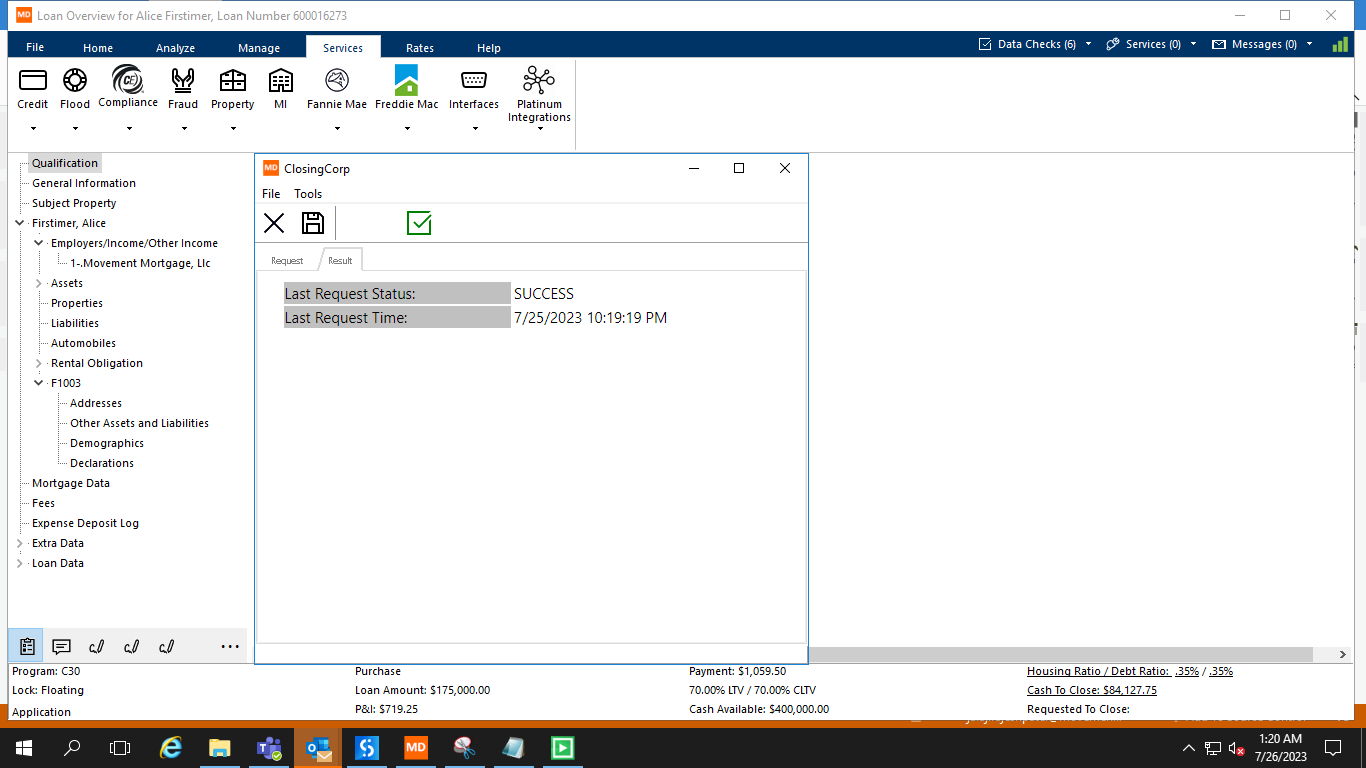 MD Loan Overview for Alice Firstimer, Loan Number 600016273
File Home Analyze Manage Services Rates Help Data Checks (6) Services (0) Messages (0)
Credit Flood Compliance Fraud Property MI Fannie Mae Freddie Mac Interfaces Platinum
Integrations
Qualification
General Information
Subject Property
Firstimer, Alice
Employers/Income/Other Income
1-.Movement Mortgage, Llc
Assets
Properties
Liabilities
Automobiles
Rental Obligation
F1003
Addresses
Other Assets and Liabilities
Demographics
Declarations
Mortgage Data
Fees
Expense Deposit Log
Extra Data
Loan Data
MD ClosingCorp
File Tools
Request Result
Last Request Status: SUCCESS
Last Request Time: 7/25/2023 10:19:19 PM
Program: C30 Purchase Payment: $1,059.50 Housing Ratio / Debt Ratio: .35% / .35%
Lock: Floating Loan Amount: $175,000.00 70.00% LTV / 70.00% CLTV Cash To Close: $84,127.75
Application P&I: $719.25 Cash Available: $400,000.00 Requested To Close:
MD
1:20 AM
7/26/2023